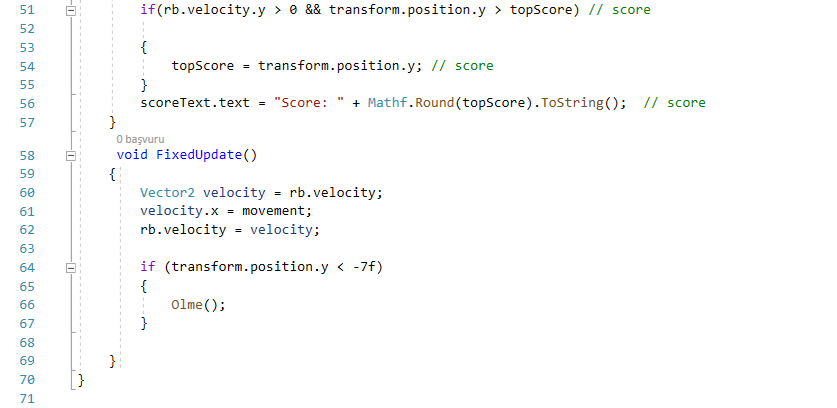 51 if(rb.velocity.y > 0 && transform.position.y > topScore) // score
52
53 {
54 topScore = transform.position.y; // score
55 }
56 scoreText.text = "Score: " + Mathf.Round(topScore).ToString();  // score
57 }
0 başvuru
58 void FixedUpdate()
59 {
60 Vector2 velocity = rb.velocity;
61 velocity.x = movement;
62 rb.velocity = velocity;
63
64 if (transform.position.y < -7f)
65 {
66 Olme();
67 }
68
69 }
70 }
71